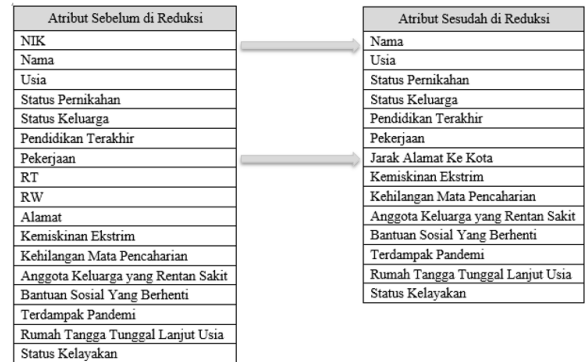 Atribut Sebelum di Reduksi
NIK
Nama
Usia
Status Pernikahan
Status Keluarga
Pendidikan Terakhir
Pekerjaan
RT
RW
Alamat
Kemiskinan Ekstrim
Kehilangan Mata Pencaharian
Anggota Keluarga yang Rentan Sakit
Bantuan Sosial Yang Berhenti
Terdampak Pandemi
Rumah Tangga Tunggal Lanjut Usia
Status Kelayakan
Atribut Sesudah di Reduksi
Nama
Usia
Status Pernikahan
Status Keluarga
Pendidikan Terakhir
Pekerjaan
Jarak Alamat Ke Kota
Kemiskinan Ekstrim
Kehilangan Mata Pencaharian
Anggota Keluarga yang Rentan Sakit
Bantuan Sosial Yang Berhenti
Terdampak Pandemi
Rumah Tangga Tunggal Lanjut Usia
Status Kelayakan